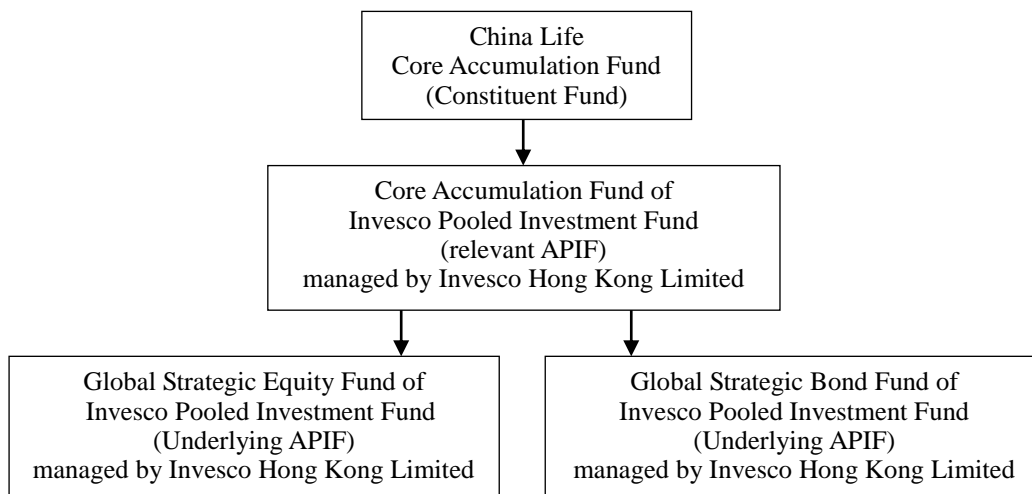 China Life
Core Accumulation Fund
(Constituent Fund)
Core Accumulation Fund of
Invesco Pooled Investment Fund
(relevant APIF)
managed by Invesco Hong Kong Limited
Global Strategic Equity Fund of
Invesco Pooled Investment Fund
(Underlying APIF)
managed by Invesco Hong Kong Limited
Global Strategic Bond Fund of
Invesco Pooled Investment Fund
(Underlying APIF)
managed by Invesco Hong Kong Limited